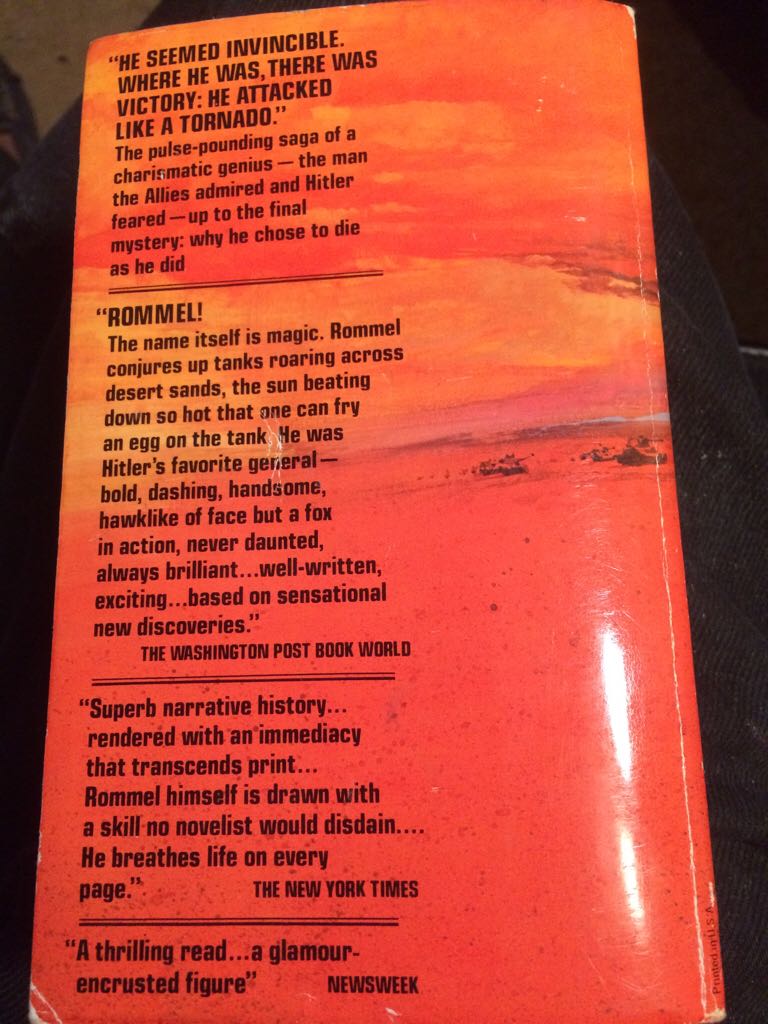 "HE SEEMED INVINCIBLE.
WHERE HE WAS, THERE WAS
VICTORY: HE ATTACKED
LIKE A TORNADO."
The pulse-pounding saga of a
charismatic genius — the man
the Allies admired and Hitler
feared — up to the final
mystery: why he chose to die
as he did
"ROMMEL!
The name itself is magic. Rommel
conjures up tanks roaring across
desert sands, the sun beating
down so hot that one can fry
an egg on the tank. He was
Hitler's favorite general —
bold, dashing, handsome,
hawklike of face but a fox
in action, never daunted,
always brilliant...well-written,
exciting...based on sensational
new discoveries."
THE WASHINGTON POST BOOK WORLD
"Superb narrative history...
rendered with an immediacy
that transcends print...
Rommel himself is drawn with
a skill no novelist would disdain....
He breathes life on every
page." THE NEW YORK TIMES
"A thrilling read...a glamour-
encrusted figure" NEWSWEEK
Printed in U.S.A.